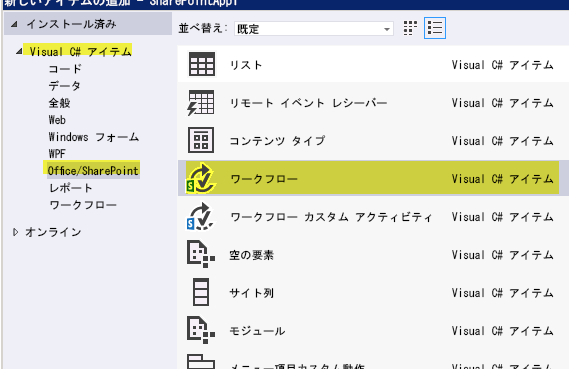 新しいアイテムの追加 - SharePointApp1
インストール済み
並べ替え: 既定
Visual C# アイテム
コード
データ
全般
Web
Windows フォーム
WPF
Office/SharePoint
レポート
ワークフロー
オンライン
リスト Visual C# アイテム
リモート イベント レシーバー Visual C# アイテム
コンテンツ タイプ Visual C# アイテム
ワークフロー Visual C# アイテム
ワークフロー カスタム アクティビティ Visual C# アイテム
空の要素 Visual C# アイテム
サイト列 Visual C# アイテム
モジュール Visual C# アイテム
メニュー項目カスタム動作 Visual C# アイテム